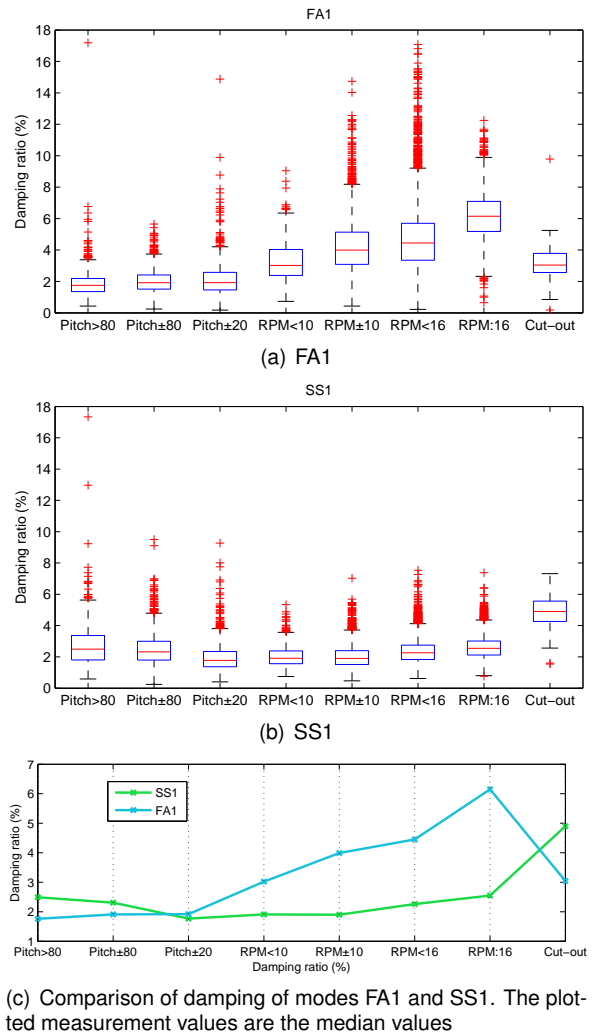 FA1
18
16
14
12
10
8
6
4
2
0
Damping ratio (%)
Pitch>80 Pitch±80 Pitch±20 RPM<10 RPM±10 RPM<16 RPM:16 Cut−out
(a) FA1
SS1
18
16
14
12
10
8
6
4
2
0
Damping ratio (%)
Pitch>80 Pitch±80 Pitch±20 RPM<10 RPM±10 RPM<16 RPM:16 Cut−out
(b) SS1
7
6
5
4
3
2
1
Damping ratio (%)
SS1
FA1
Pitch>80 Pitch±80 Pitch±20 RPM<10 RPM±10 RPM<16 RPM:16 Cut−out
Damping ratio (%)
(c) Comparison of damping of modes FA1 and SS1. The plot-
ted measurement values are the median values